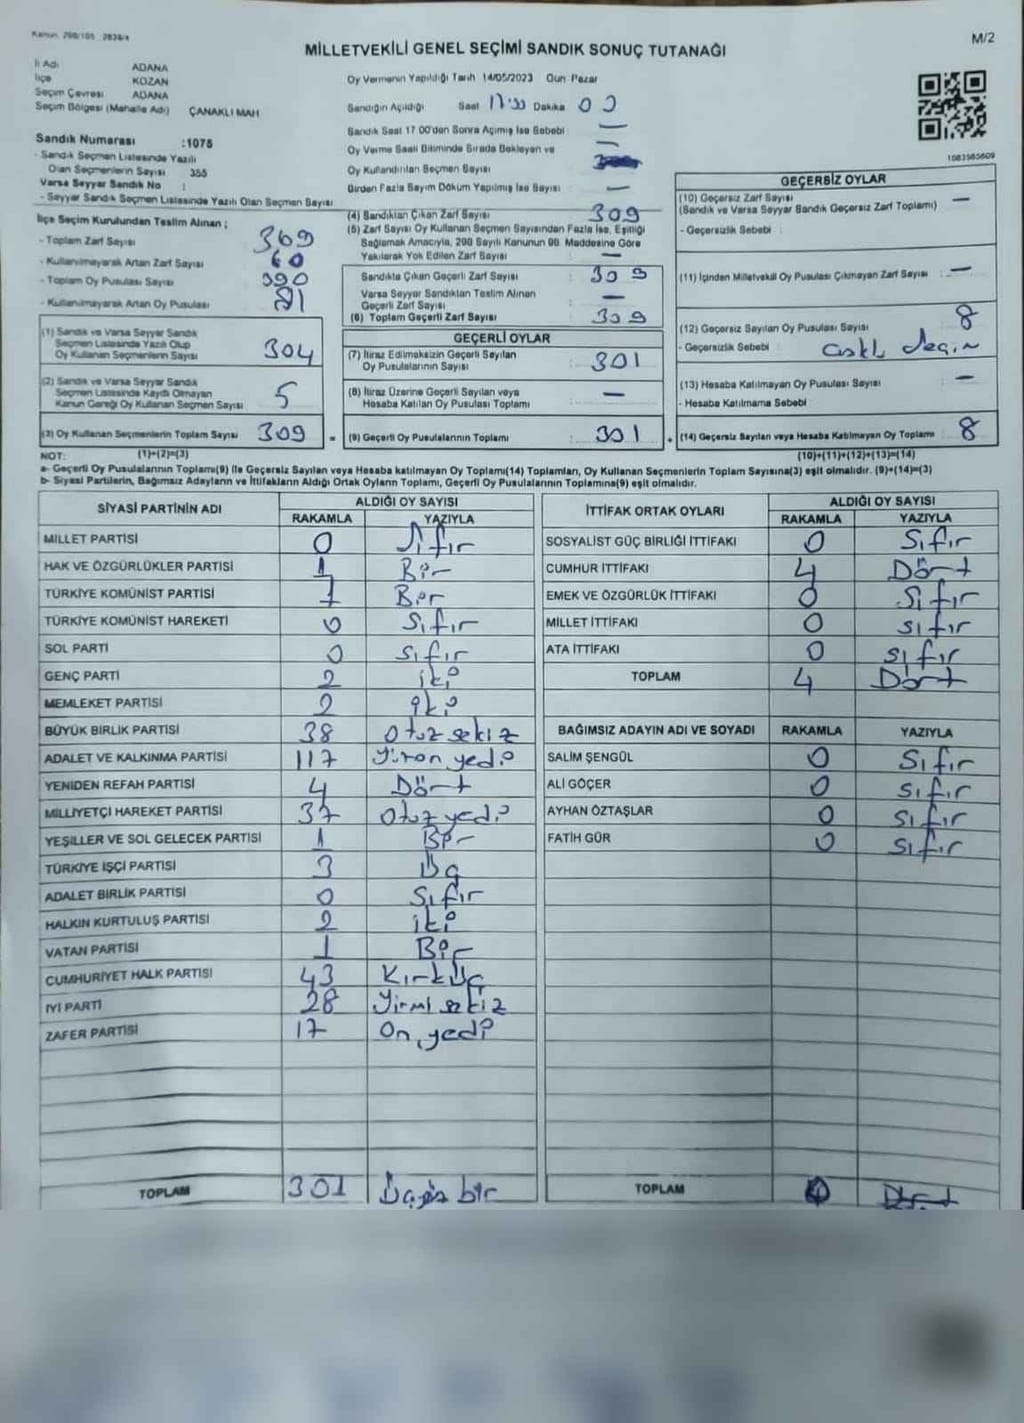 Kanun 298/105 2839/4
M/2
MİLLETVEKİLİ GENEL SEÇİMİ SANDIK SONUÇ TUTANAĞI
İl Adı ADANA
İlçe KOZAN
Seçim Çevresi ADANA
Seçim Bölgesi (Mahalle Adı) ÇANAKLI MAH
Sandık Numarası :1075
- Sandık Seçmen Listesinde Yazılı
Olan Seçmenlerin Sayısı 355
Varsa Seyyar Sandık No :
- Seyyar Sandık Seçmen Listesinde Yazılı Olan Seçmen Sayısı
Oy Vermenin Yapıldığı Tarih 14/05/2023 Gün Pazar
Sandığın Açıldığı Saat 17:00 Dakika 00
Sandık Saat 17.00'den Sonra Açılmış İse Sebebi : —
Oy Verme Saati Bitiminde Sırada Bekleyen ve
Oy Kullandırılan Seçmen Sayısı :
Birden Fazla Sayım Döküm Yapılmış İse Sayısı : —
1083565609
İlçe Seçim Kurulundan Teslim Alınan ;
- Toplam Zarf Sayısı : 369
- Kullanılmayarak Artan Zarf Sayısı : 60
- Toplam Oy Pusulası Sayısı : 390
- Kullanılmayarak Artan Oy Pusulası : 81
(1) Sandık ve Varsa Seyyar Sandık
Seçmen Listesinde Yazılı Olup
Oy Kullanan Seçmenlerin Sayısı 304
(2) Sandık ve Varsa Seyyar Sandık
Seçmen Listesinde Kaydı Olmayan
Kanun Gereği Oy Kullanan Seçmen Sayısı 5
(3) Oy Kullanan Seçmenlerin Toplam Sayısı 309
(1)+(2)=(3)
(4) Sandıktan Çıkan Zarf Sayısı : 309
(5) Zarf Sayısı Oy Kullanan Seçmen Sayısından Fazla İse, Eşitliği
Sağlamak Amacıyla, 298 Sayılı Kanunun 98. Maddesine Göre
Yakılarak Yok Edilen Zarf Sayısı : —
Sandıkta Çıkan Geçerli Zarf Sayısı : 309
Varsa Seyyar Sandıktan Teslim Alınan
Geçerli Zarf Sayısı : —
(6) Toplam Geçerli Zarf Sayısı : 309
GEÇERLİ OYLAR
(7) İtiraz Edilmeksizin Geçerli Sayılan
Oy Pusulalarının Sayısı : 301
(8) İtiraz Üzerine Geçerli Sayılan veya
Hesaba Katılan Oy Pusulası Toplamı : —
= (9) Geçerli Oy Pusulalarının Toplamı : 301
GEÇERSİZ OYLAR
(10) Geçersiz Zarf Sayısı
(Sandık ve Varsa Seyyar Sandık Geçersiz Zarf Toplamı) : —
- Geçersizlik Sebebi :
(11) İçinden Milletvekili Oy Pusulası Çıkmayan Zarf Sayısı : —
(12) Geçersiz Sayılan Oy Pusulası Sayısı : 8
- Geçersizlik Sebebi :
(13) Hesaba Katılmayan Oy Pusulası Sayısı : —
- Hesaba Katılmama Sebebi :
+ (14) Geçersiz Sayılan veya Hesaba Katılmayan Oy Toplamı : 8
(10)+(11)+(12)+(13)=(14)
NOT:
a- Geçerli Oy Pusulalarının Toplamı(9) ile Geçersiz Sayılan veya Hesaba katılmayan Oy Toplamı(14) Toplamları, Oy Kullanan Seçmenlerin Toplam Sayısına(3) eşit olmalıdır. (9)+(14)=(3)
b- Siyasi Partilerin, Bağımsız Adayların ve İttifakların Aldığı Ortak Oyların Toplamı, Geçerli Oy Pusulalarının Toplamına(9) eşit olmalıdır.
SİYASİ PARTİNİN ADI ALDIĞI OY SAYISI
RAKAMLA YAZIYLA
MİLLET PARTİSİ 0 Sıfır
HAK VE ÖZGÜRLÜKLER PARTİSİ 1 Bir
TÜRKİYE KOMÜNİST PARTİSİ 1 Bir
TÜRKİYE KOMÜNİST HAREKETİ 0 Sıfır
SOL PARTİ 0 Sıfır
GENÇ PARTİ 2 iki
MEMLEKET PARTİSİ 2 iki
BÜYÜK BİRLİK PARTİSİ 38 Otuz sekiz
ADALET VE KALKINMA PARTİSİ 117 Yüzon yedi
YENİDEN REFAH PARTİSİ 4 Dört
MİLLİYETÇİ HAREKET PARTİSİ 37 Otuz yedi
YEŞİLLER VE SOL GELECEK PARTİSİ 1 Bir
TÜRKİYE İŞÇİ PARTİSİ 3 Üç
ADALET BİRLİK PARTİSİ 0 Sıfır
HALKIN KURTULUŞ PARTİSİ 2 iki
VATAN PARTİSİ 1 Bir
CUMHURİYET HALK PARTİSİ 43 Kırküç
İYİ PARTİ 28 Yirmi sekiz
ZAFER PARTİSİ 17 On yedi
TOPLAM 301 Üçyüz bir
İTTİFAK ORTAK OYLARI ALDIĞI OY SAYISI
RAKAMLA YAZIYLA
SOSYALİST GÜÇ BİRLİĞİ İTTİFAKI 0 Sıfır
CUMHUR İTTİFAKI 4 Dört
EMEK VE ÖZGÜRLÜK İTTİFAKI 0 Sıfır
MİLLET İTTİFAKI 0 Sıfır
ATA İTTİFAKI 0 Sıfır
TOPLAM 4 Dört
BAĞIMSIZ ADAYIN ADI VE SOYADI RAKAMLA YAZIYLA
SALİM ŞENGÜL 0 Sıfır
ALİ GÖÇER 0 Sıfır
AYHAN ÖZTAŞLAR 0 Sıfır
FATİH GÜR 0 Sıfır
TOPLAM